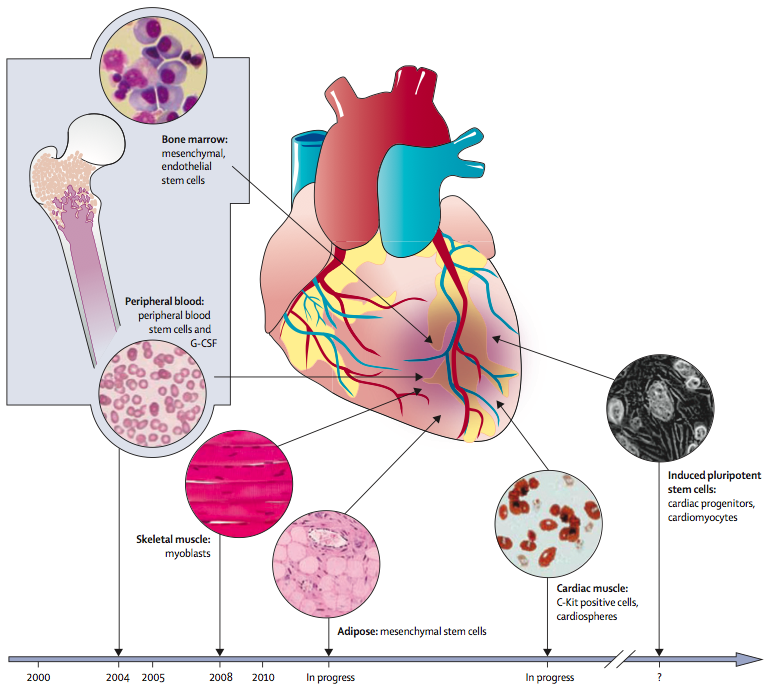 Bone marrow:
mesenchymal,
endothelial
stem cells
Peripheral blood:
peripheral blood
stem cells and
G-CSF
Skeletal muscle:
myoblasts
Adipose: mesenchymal stem cells
Cardiac muscle:
C-Kit positive cells,
cardiospheres
Induced pluripotent
stem cells:
cardiac progenitors,
cardiomyocytes
2000 2004 2005 2008 2010 In progress In progress ?